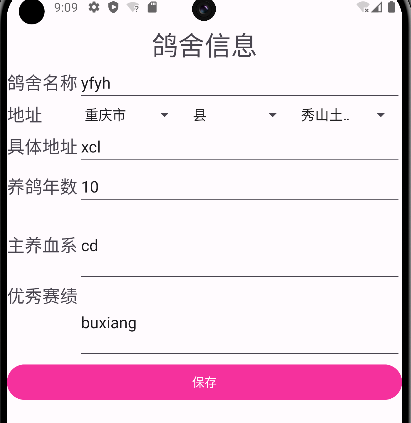 9:09
鸽舍信息
鸽舍名称 yfyh
地址 重庆市 县 秀山土..
具体地址 xcl
养鸽年数 10
主养血系 cd
优秀赛绩
buxiang
保存